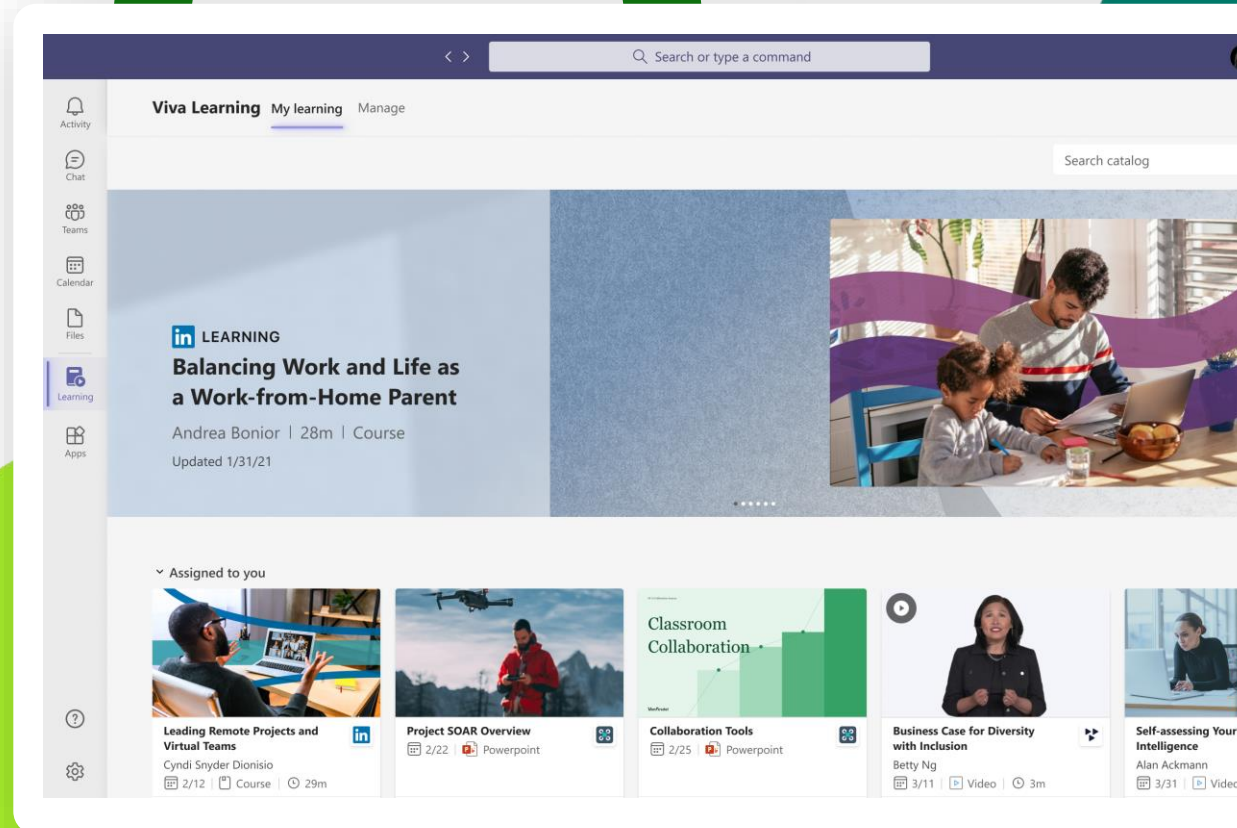 Search or type a command
Activity
Chat
Teams
Calendar
Files
Learning
Apps
Viva Learning My learning Manage
Search catalog
in LEARNING
Balancing Work and Life as
a Work-from-Home Parent
Andrea Bonior | 28m | Course
Updated 1/31/21
Assigned to you
Leading Remote Projects and
Virtual Teams
in
Cyndi Snyder Dionisio
2/12 | Course | 29m
Project SOAR Overview
2/22 | Powerpoint
Classroom
Collaboration
Collaboration Tools
2/25 | Powerpoint
Business Case for Diversity
with Inclusion
Betty Ng
3/11 | Video | 3m
Self-assessing Your
Intelligence
Alan Ackmann
3/31 | Video